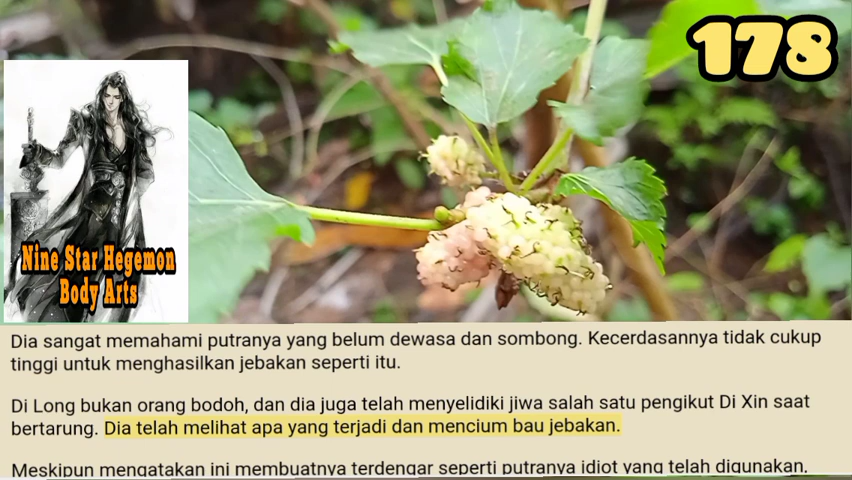 178
Nine Star Hegemon
Body Arts
Dia sangat memahami putranya yang belum dewasa dan sombong. Kecerdasannya tidak cukup
tinggi untuk menghasilkan jebakan seperti itu.
Di Long bukan orang bodoh, dan dia juga telah menyelidiki jiwa salah satu pengikut Di Xin saat
bertarung. Dia telah melihat apa yang terjadi dan mencium bau jebakan.
Meskipun mengatakan ini membuatnya terdengar seperti putranya idiot yang telah digunakan,